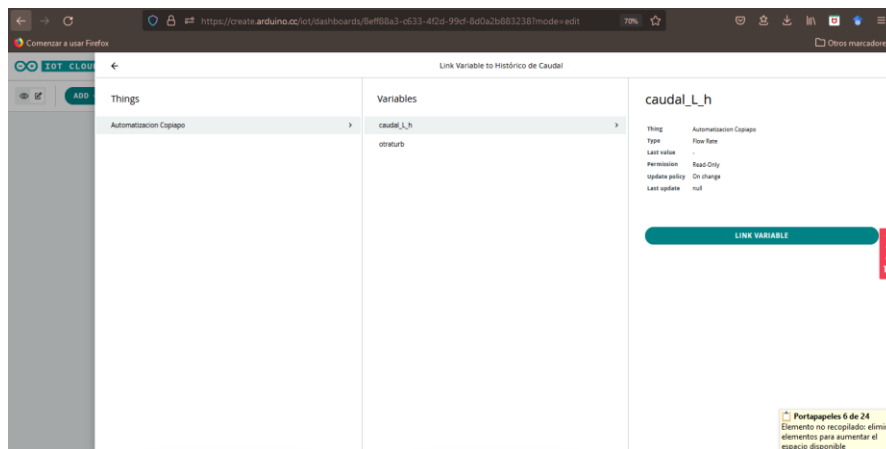 https://create.arduino.cc/iot/dashboards/8eff88a3-c633-4f2d-99cf-8d0a2b883238?mode=edit
70%
Comenzar a usar Firefox
Otros marcadores
IOT CLOU
Link Variable to Histórico de Caudal
ADD
Things
Variables
caudal_L_h
Automatizacion Copiapo
caudal_L_h
otraturb
Thing Automatizacion Copiapo
Type Flow Rate
Last value -
Permission Read-Only
Update policy On change
Last update null
LINK VARIABLE
Portapapeles 6 de 24
Elemento no recopilado: elimi
elementos para aumentar el
espacio disponible